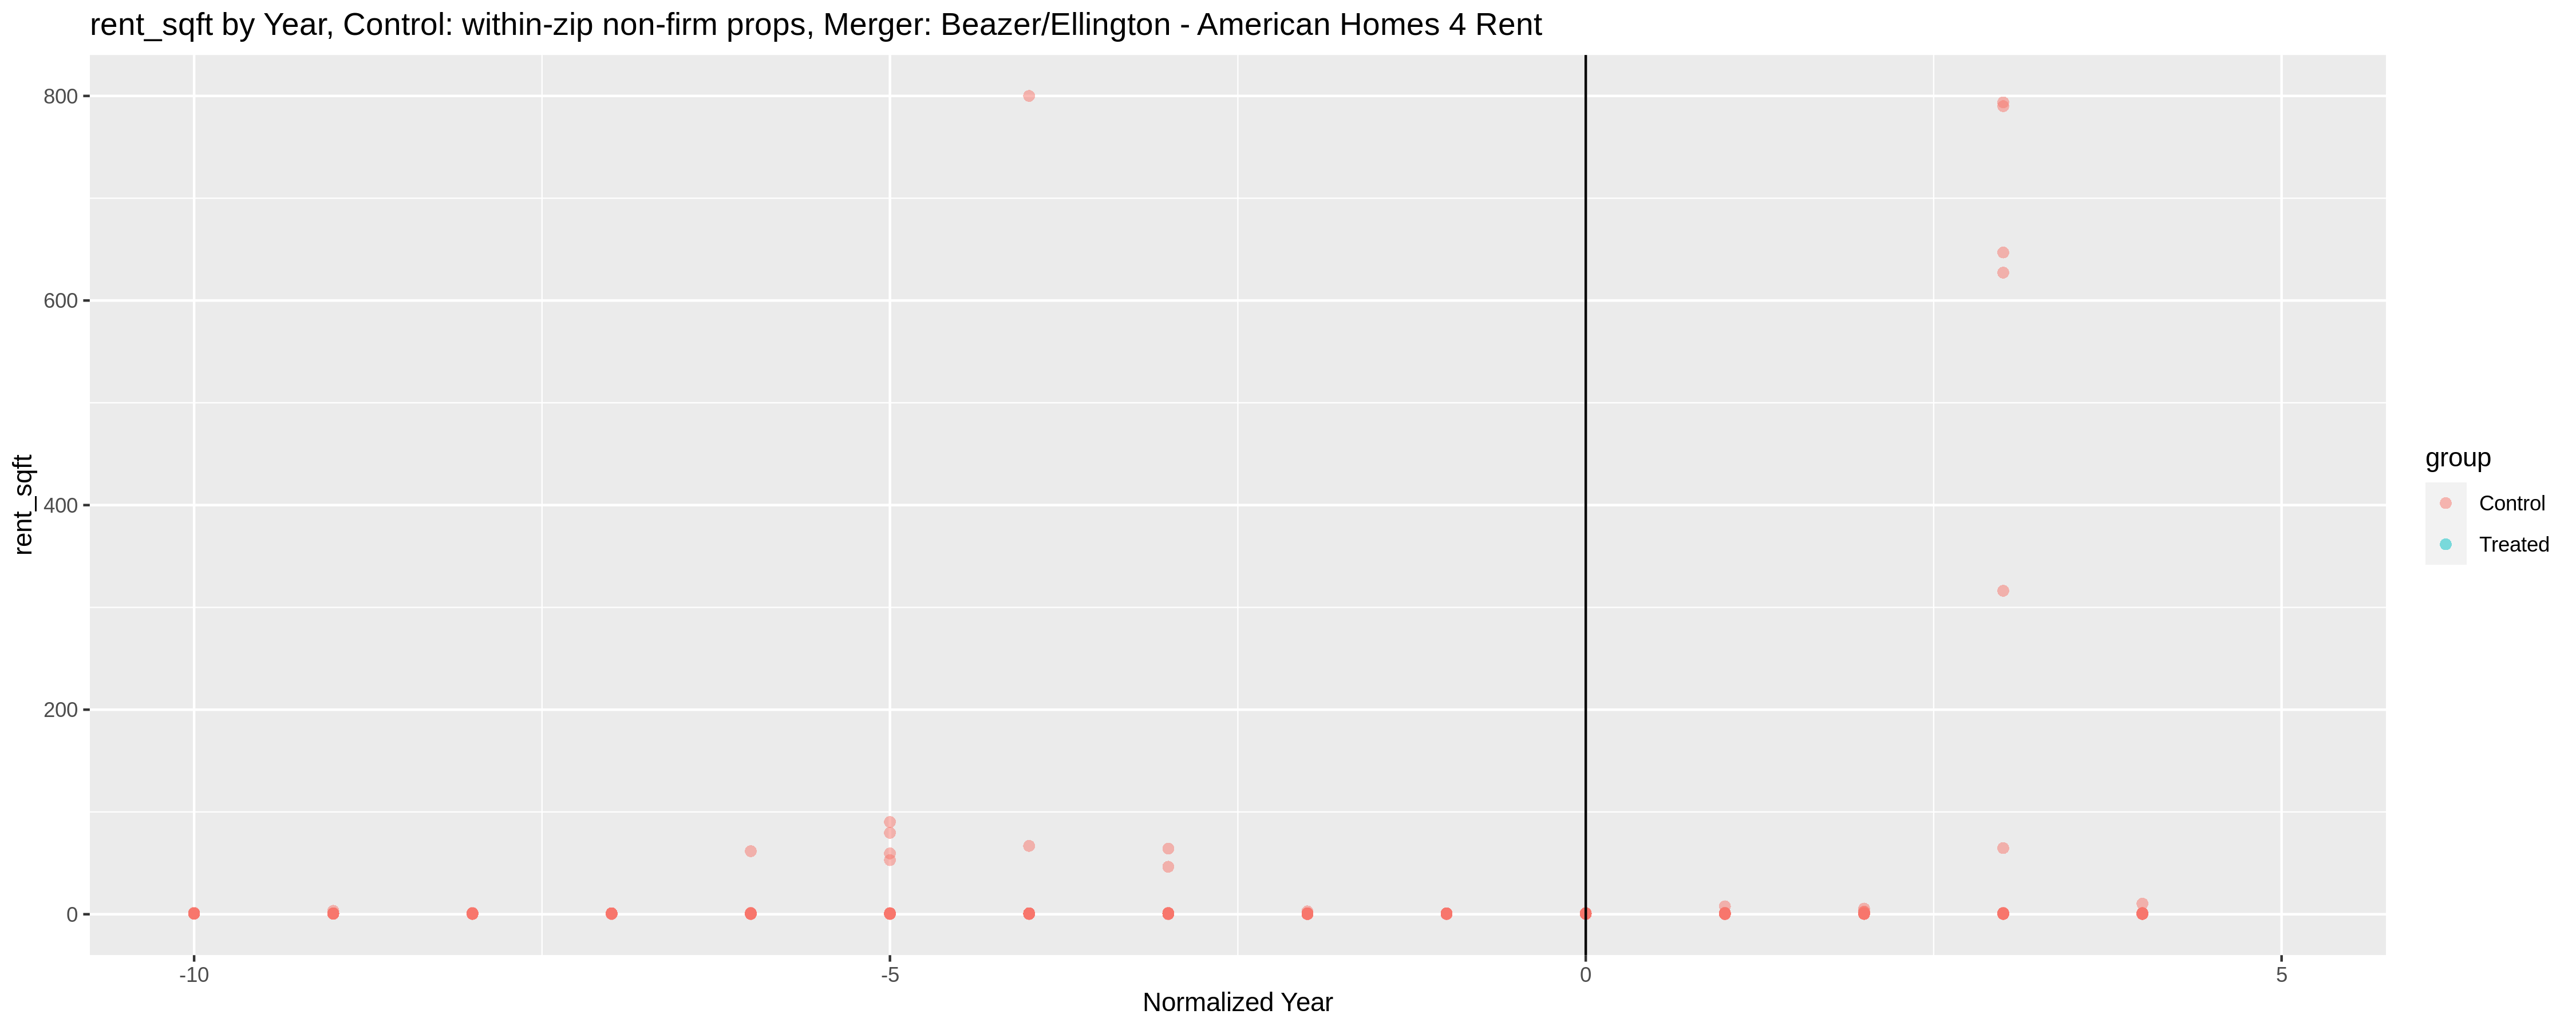 rent_sqft by Year, Control: within-zip non-firm props, Merger: Beazer/Ellington - American Homes 4 Rent
rent_sqft
800
600
400
200
0
-10
-5
0
5
Normalized Year
group
Control
Treated